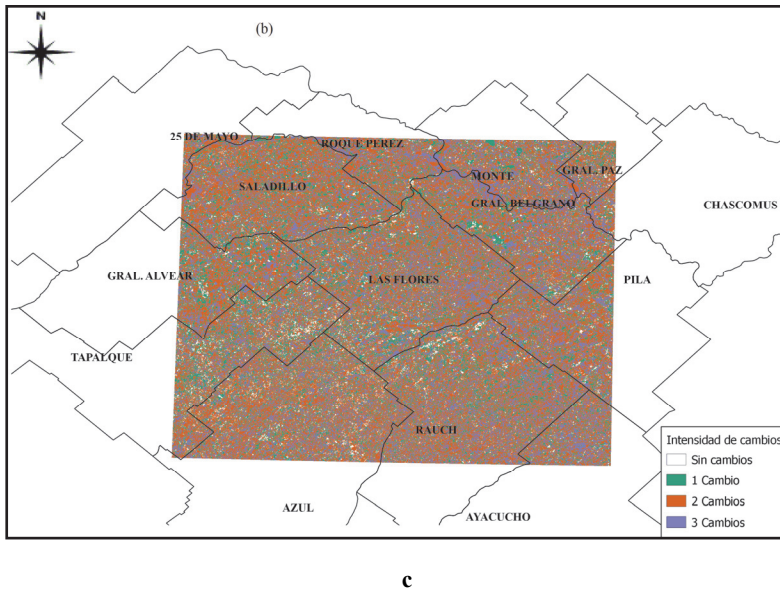 N
(b)
25 DE MAYO
ROQUE PEREZ
SALADILLO
MONTE
GRAL. PAZ
GRAL. BELGRANO
CHASCOMUS
GRAL. ALVEAR
LAS FLORES
PILA
TAPALQUE
RAUCH
AZUL
AYACUCHO
Intensidad de cambios
Sin cambios
1 Cambio
2 Cambios
3 Cambios
c